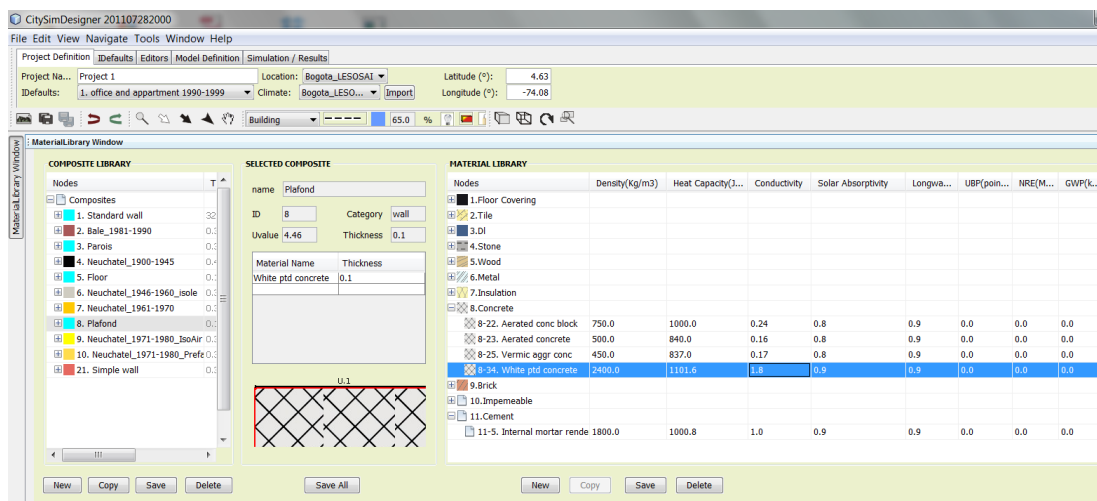 CitySimDesigner 201107282000
File Edit View Navigate Tools Window Help
Project Definition IDefaults Editors Model Definition Simulation / Results
Project Na... Project 1 Location: Bogota_LESOSAI Latitude (º): 4.63
IDefaults: 1. office and appartment 1990-1999 Climate: Bogota_LESO... Import Longitude (º): -74.08
Building 65.0 %
MaterialLibrary Window
MaterialLibrary Window
COMPOSITE LIBRARY SELECTED COMPOSITE MATERIAL LIBRARY
Nodes T
Composites
1. Standard wall 32
2. Bale_1981-1990 0.3
3. Parois 0.3
4. Neuchatel_1900-1945 0.4
5. Floor
6. Neuchatel_1946-1960_isole 0.3
7. Neuchatel_1961-1970 0.3
8. Plafond
9. Neuchatel_1971-1980_IsoAir 0.3
10. Neuchatel_1971-1980_Prefe 0.3
21. Simple wall 0.3
name Plafond
ID 8 Category wall
Uvalue 4.46 Thickness 0.1
Material Name Thickness
White ptd concrete 0.1
0.1
Nodes Density(Kg/m3) Heat Capacity(J... Conductivity Solar Absorptivity Longwa... UBP(poin... NRE(M... GWP(k...
1.Floor Covering
2.Tile
3.DI
4.Stone
5.Wood
6.Metal
7.Insulation
8.Concrete
8-22. Aerated conc block 750.0 1000.0 0.24 0.8 0.9 0.0 0.0 0.0
8-23. Aerated concrete 500.0 840.0 0.16 0.8 0.9 0.0 0.0 0.0
8-25. Vermic aggr conc 450.0 837.0 0.17 0.8 0.9 0.0 0.0 0.0
8-34. White ptd concrete 2400.0 1101.6 1.8 0.9 0.9 0.0 0.0 0.0
9.Brick
10.Impemeable
11.Cement
11-5. Internal mortar rende 1800.0 1000.8 1.0 0.9 0.9 0.0 0.0 0.0
New Copy Save Delete Save All New Copy Save Delete